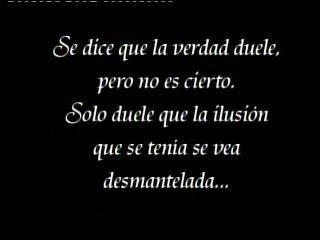 Se dice que la verdad duele,
pero no es cierto.
Solo duele que la ilusión
que se tenia se vea
desmantelada...